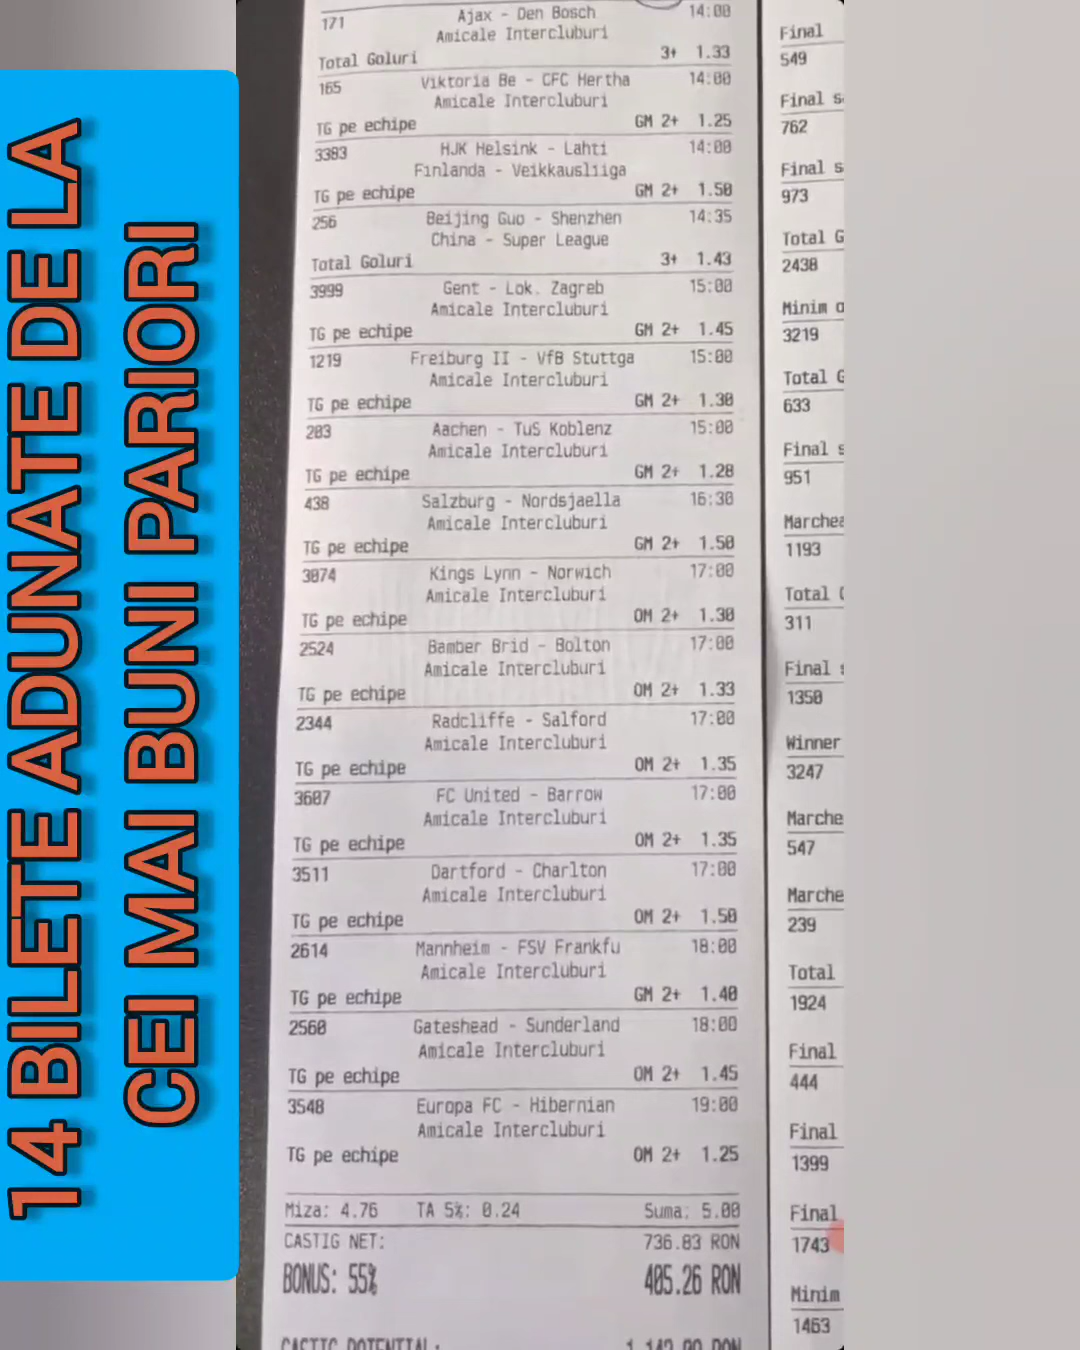 14 BILETE ADUNATE DE LA
CEI MAI BUNI PARIORI
171 Ajax - Den Bosch 14:00
Amicale Intercluburi
Total Goluri 3+ 1.33
165 Viktoria Be - CFC Hertha 14:00
Amicale Intercluburi
TG pe echipe GM 2+ 1.25
3383 HJK Helsink - Lahti 14:00
Finlanda - Veikkausliiga
TG pe echipe GM 2+ 1.50
256 Beijing Guo - Shenzhen 14:35
China - Super League
Total Goluri 3+ 1.43
3999 Gent - Lok. Zagreb 15:00
Amicale Intercluburi
TG pe echipe GM 2+ 1.45
1219 Freiburg II - VfB Stuttga 15:00
Amicale Intercluburi
TG pe echipe GM 2+ 1.30
203 Aachen - TuS Koblenz 15:00
Amicale Intercluburi
TG pe echipe GM 2+ 1.28
438 Salzburg - Nordsjaella 16:30
Amicale Intercluburi
TG pe echipe GM 2+ 1.50
3074 Kings Lynn - Norwich 17:00
Amicale Intercluburi
TG pe echipe OM 2+ 1.30
2524 Bamber Brid - Bolton 17:00
Amicale Intercluburi
TG pe echipe OM 2+ 1.33
2344 Radcliffe - Salford 17:00
Amicale Intercluburi
TG pe echipe OM 2+ 1.35
3607 FC United - Barrow 17:00
Amicale Intercluburi
TG pe echipe OM 2+ 1.35
3511 Dartford - Charlton 17:00
Amicale Intercluburi
TG pe echipe OM 2+ 1.50
2614 Mannheim - FSV Frankfu 18:00
Amicale Intercluburi
TG pe echipe GM 2+ 1.40
2560 Gateshead - Sunderland 18:00
Amicale Intercluburi
TG pe echipe OM 2+ 1.45
3548 Europa FC - Hibernian 19:00
Amicale Intercluburi
TG pe echipe OM 2+ 1.25
Miza: 4.76 TA 5%: 0.24 Suma: 5.00
CASTIG NET: 736.83 RON
BONUS: 55% 405.26 RON
CASTIG POTENTIAL:
Final
549
Final s
762
Final s
973
Total G
2438
Minim
3219
Total G
633
Final s
951
Marchea
1193
Total
311
Final
1350
Winner
3247
Marche
547
Marche
239
Total
1924
Final
444
Final
1399
Final
1743
Minim
1463